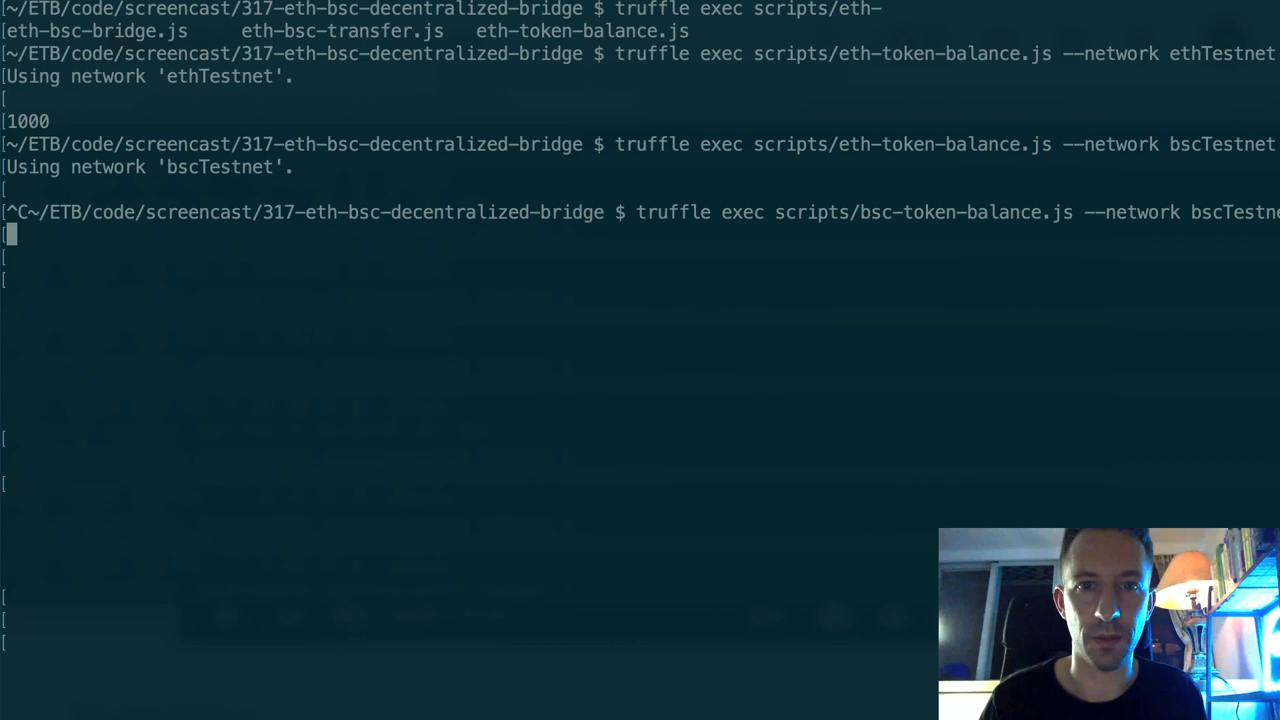 [~/ETB/code/screencast/317-eth-bsc-decentralized-bridge $ truffle exec scripts/eth-
[eth-bsc-bridge.js     eth-bsc-transfer.js   eth-token-balance.js
[~/ETB/code/screencast/317-eth-bsc-decentralized-bridge $ truffle exec scripts/eth-token-balance.js --network ethTestnet
[Using network 'ethTestnet'.
[
[1000
[~/ETB/code/screencast/317-eth-bsc-decentralized-bridge $ truffle exec scripts/eth-token-balance.js --network bscTestnet
[Using network 'bscTestnet'.
[
[^C~/ETB/code/screencast/317-eth-bsc-decentralized-bridge $ truffle exec scripts/bsc-token-balance.js --network bscTestne
[
[
[
[
[
[
[
[